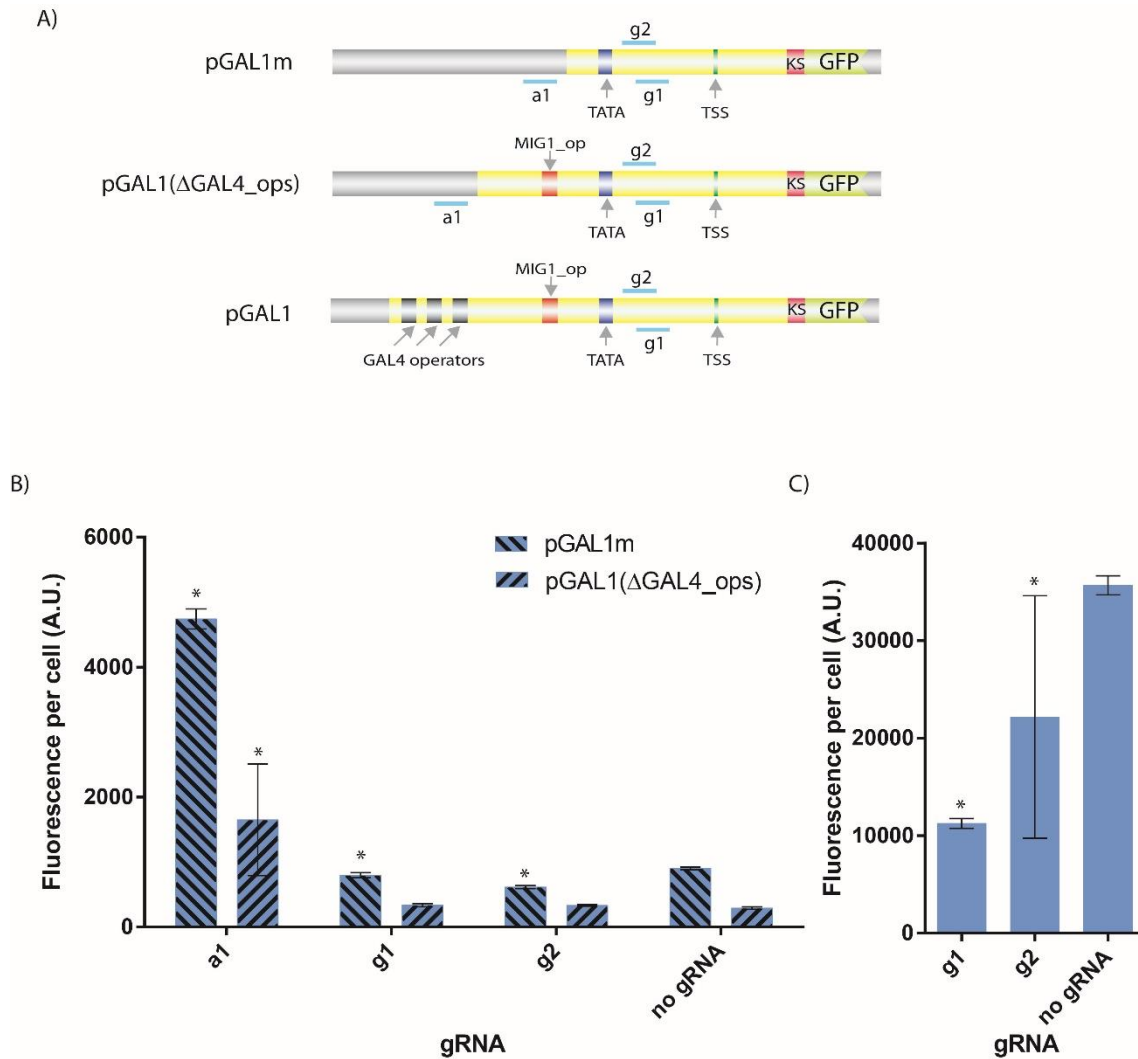 A)
g2
pGAL1m
KS
GFP
a1
TATA
g1
TSS
MIG1_op
g2
pGAL1(ΔGAL4_ops)
KS
GFP
a1
TATA
g1
TSS
MIG1_op
g2
pGAL1
KS
GFP
GAL4 operators
TATA
g1
TSS
B)
Fluorescence per cell (A.U.)
6000
4000
2000
0
pGAL1m
pGAL1(ΔGAL4_ops)
*
*
*
*
a1
g1
g2
no gRNA
gRNA
C)
Fluorescence per cell (A.U.)
40000
30000
20000
10000
0
*
*
g1
g2
no gRNA
gRNA